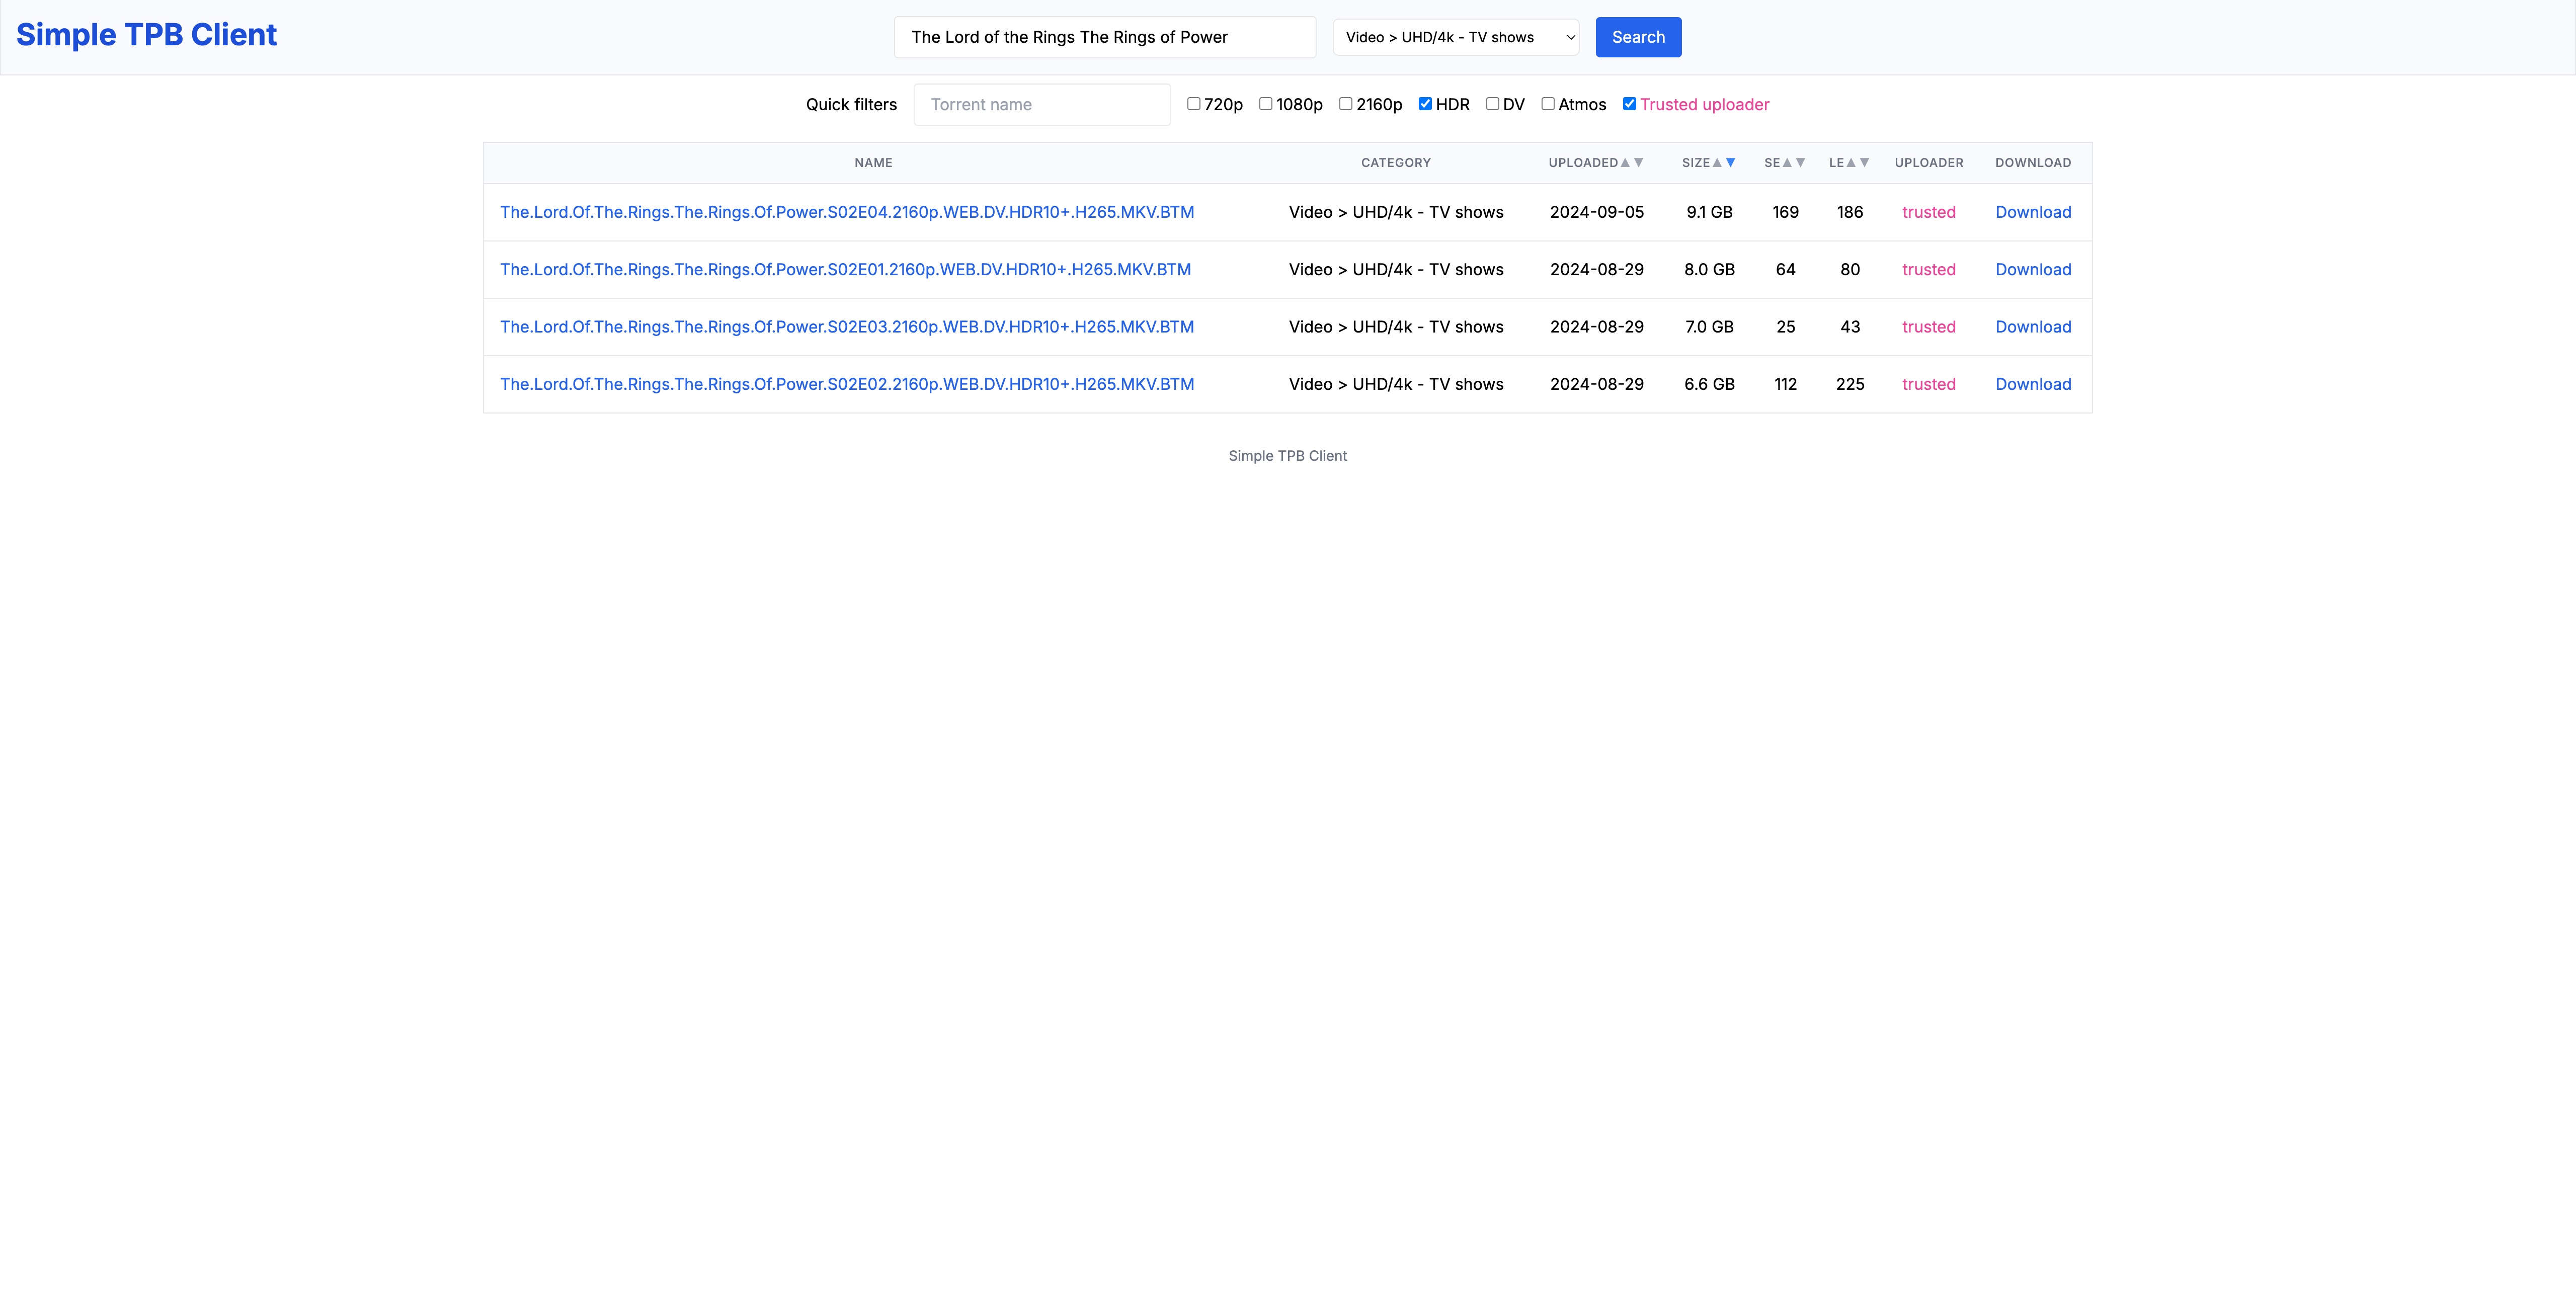 Simple TPB Client
The Lord of the Rings The Rings of Power Video > UHD/4k - TV shows Search
Quick filters Torrent name 720p 1080p 2160p HDR DV Atmos Trusted uploader
NAME CATEGORY UPLOADED▲▼ SIZE▲▼ SE▲▼ LE▲▼ UPLOADER DOWNLOAD
The.Lord.Of.The.Rings.The.Rings.Of.Power.S02E04.2160p.WEB.DV.HDR10+.H265.MKV.BTM Video > UHD/4k - TV shows 2024-09-05 9.1 GB 169 186 trusted Download
The.Lord.Of.The.Rings.The.Rings.Of.Power.S02E01.2160p.WEB.DV.HDR10+.H265.MKV.BTM Video > UHD/4k - TV shows 2024-08-29 8.0 GB 64 80 trusted Download
The.Lord.Of.The.Rings.The.Rings.Of.Power.S02E03.2160p.WEB.DV.HDR10+.H265.MKV.BTM Video > UHD/4k - TV shows 2024-08-29 7.0 GB 25 43 trusted Download
The.Lord.Of.The.Rings.The.Rings.Of.Power.S02E02.2160p.WEB.DV.HDR10+.H265.MKV.BTM Video > UHD/4k - TV shows 2024-08-29 6.6 GB 112 225 trusted Download
Simple TPB Client